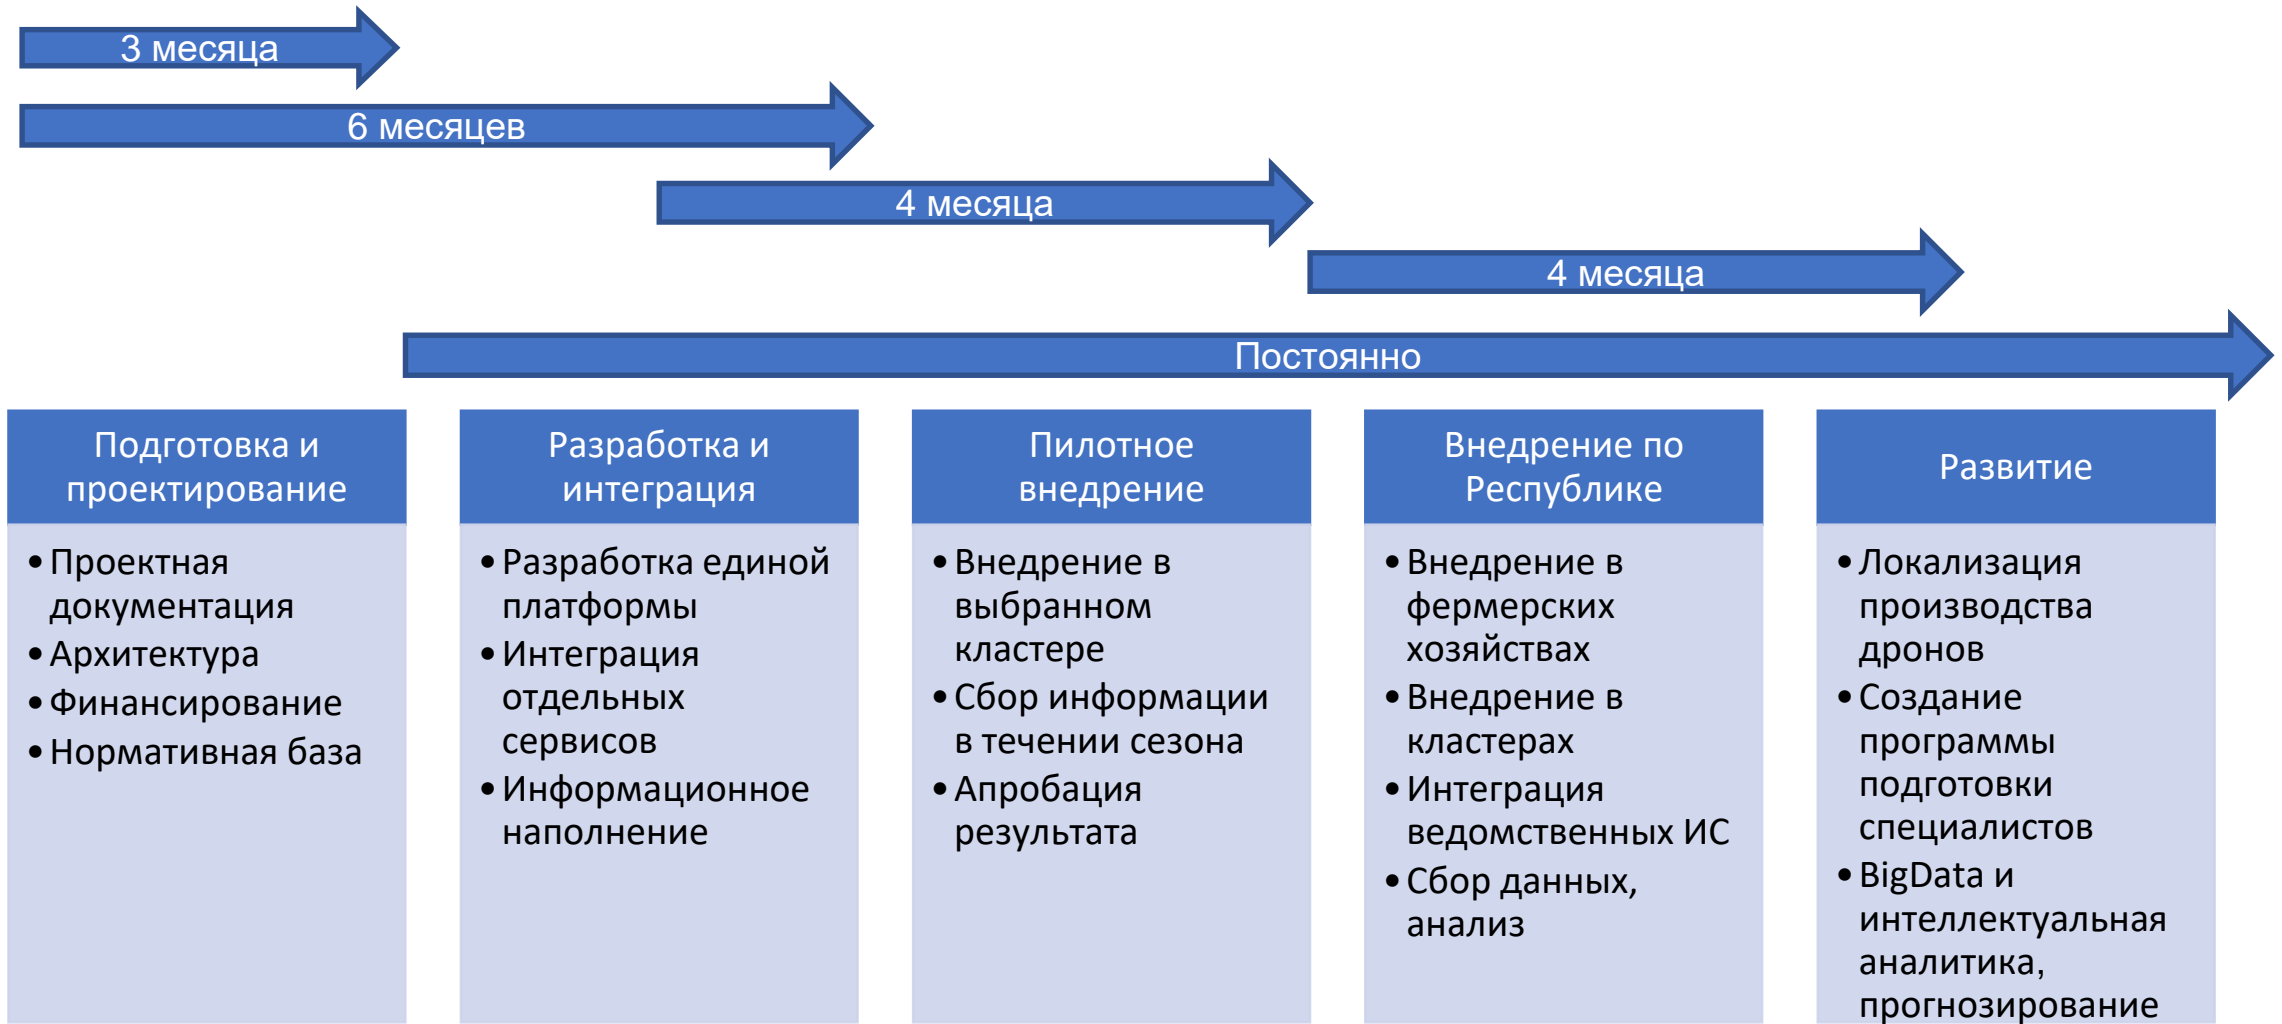 3 месяца
6 месяцев
4 месяца
4 месяца
Постоянно
Подготовка и
проектирование
• Проектная
документация
• Архитектура
• Финансирование
• Нормативная база
Разработка и
интеграция
• Разработка единой
платформы
• Интеграция
отдельных
сервисов
• Информационное
наполнение
Пилотное
внедрение
• Внедрение в
выбранном
кластере
• Сбор информации
в течении сезона
• Апробация
результата
Внедрение по
Республике
• Внедрение в
фермерских
хозяйствах
• Внедрение в
кластерах
• Интеграция
ведомственных ИС
• Сбор данных,
анализ
Развитие
• Локализация
производства
дронов
• Создание
программы
подготовки
специалистов
• BigData и
интеллектуальная
аналитика,
прогнозирование